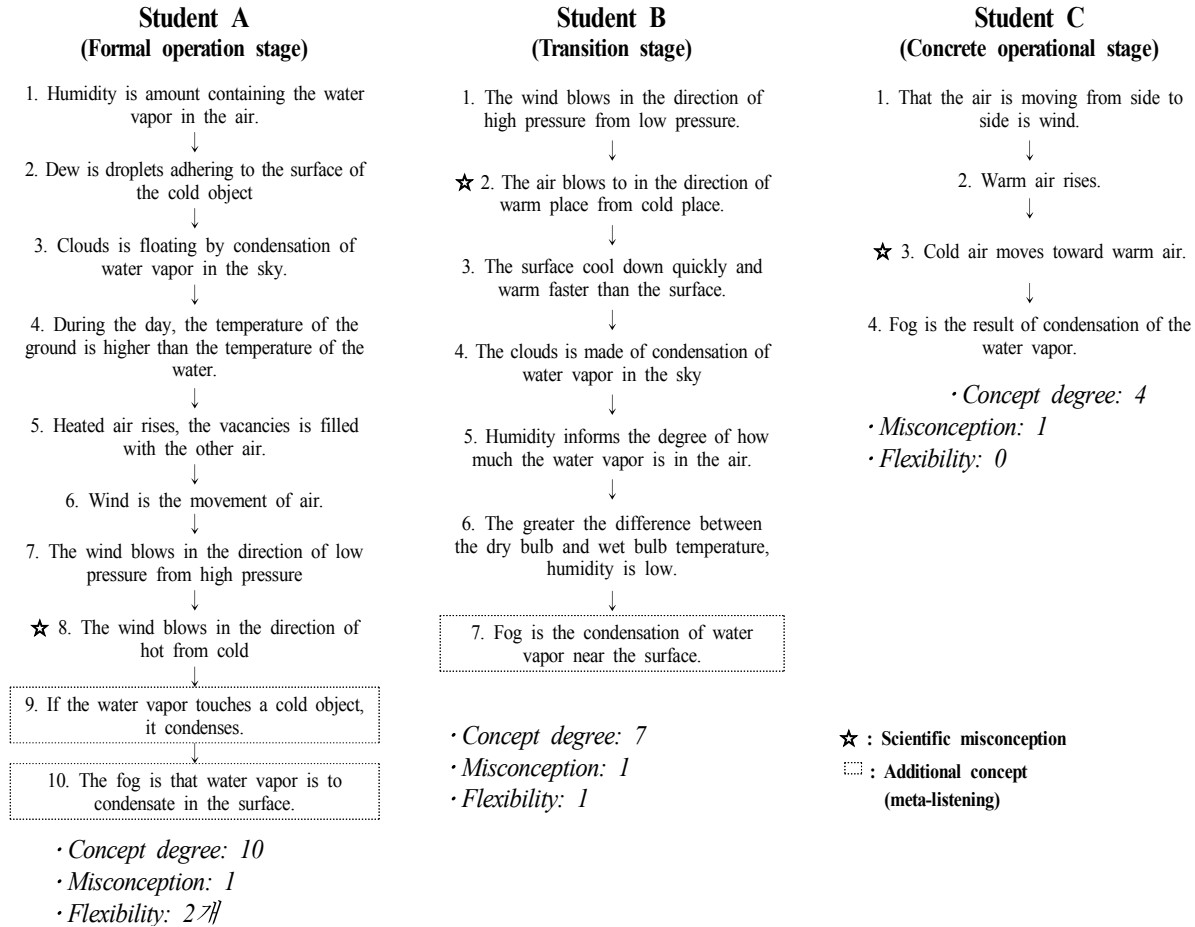 Student A
(Formal operation stage)
1. Humidity is amount containing the water
vapor in the air.
↓
2. Dew is droplets adhering to the surface of
the cold object
↓
3. Clouds is floating by condensation of
water vapor in the sky.
↓
4. During the day, the temperature of the
ground is higher than the temperature of the
water.
↓
5. Heated air rises, the vacancies is filled
with the other air.
↓
6. Wind is the movement of air.
↓
7. The wind blows in the direction of low
pressure from high pressure
↓
☆ 8. The wind blows in the direction of
hot from cold
↓
9. If the water vapor touches a cold object,
it condenses.
↓
10. The fog is that water vapor is to
condensate in the surface.
· Concept degree: 10
· Misconception: 1
· Flexibility: 2개
Student B
(Transition stage)
1. The wind blows in the direction of
high pressure from low pressure.
↓
☆ 2. The air blows to in the direction of
warm place from cold place.
↓
3. The surface cool down quickly and
warm faster than the surface.
↓
4. The clouds is made of condensation of
water vapor in the sky
↓
5. Humidity informs the degree of how
much the water vapor is in the air.
↓
6. The greater the difference between
the dry bulb and wet bulb temperature,
humidity is low.
↓
7. Fog is the condensation of water
vapor near the surface.
· Concept degree: 7
· Misconception: 1
· Flexibility: 1
Student C
(Concrete operational stage)
1. That the air is moving from side to
side is wind.
↓
2. Warm air rises.
↓
☆ 3. Cold air moves toward warm air.
↓
4. Fog is the result of condensation of the
water vapor.
· Concept degree: 4
· Misconception: 1
· Flexibility: 0
☆ : Scientific misconception
: Additional concept
(meta-listening)